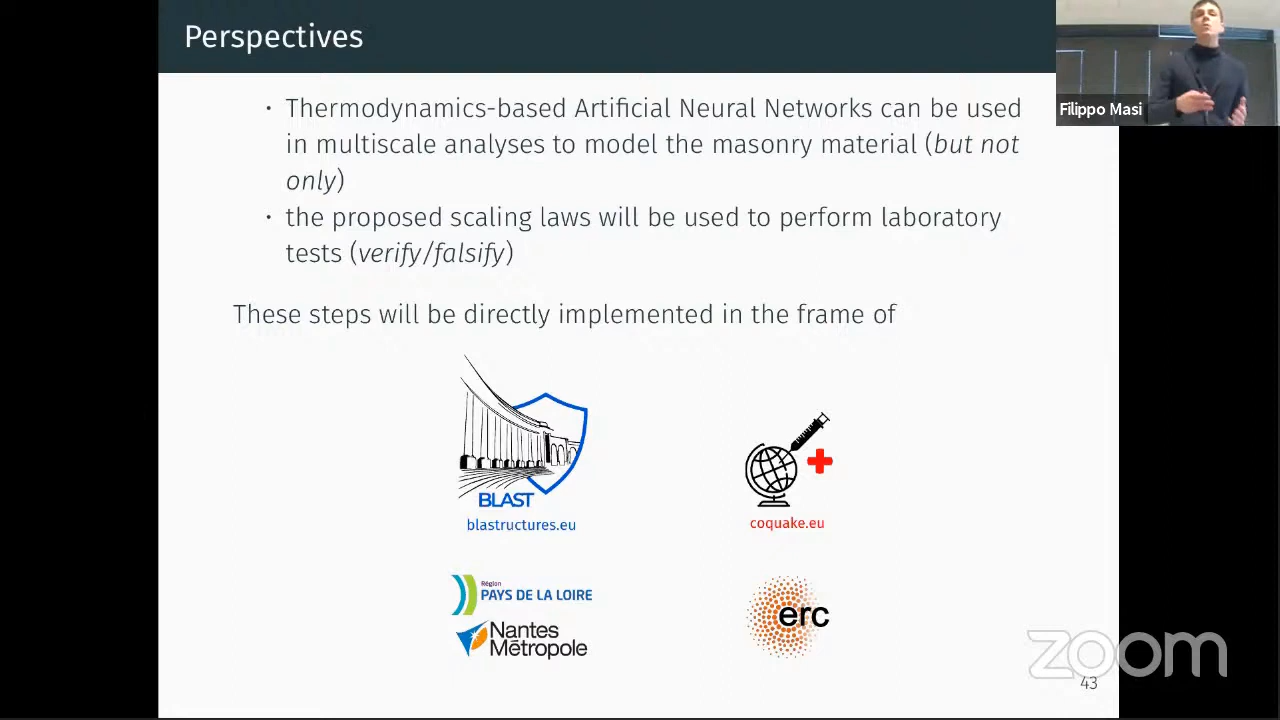 Perspectives
Filippo Masi
· Thermodynamics-based Artificial Neural Networks can be used
in multiscale analyses to model the masonry material (but not
only)
· the proposed scaling laws will be used to perform laboratory
tests (verify/falsify)
These steps will be directly implemented in the frame of
BLAST
blastructures.eu
coquake.eu
Région
PAYS DE LA LOIRE
Nantes
Métropole
erc
zoom
43